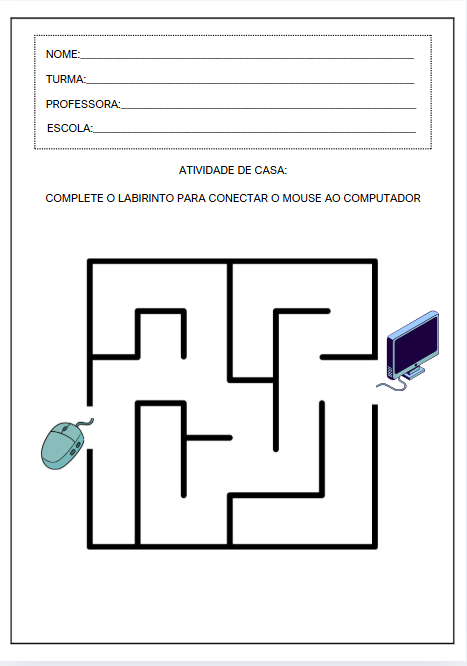 NOME:
TURMA:
PROFESSORA:
ESCOLA:
ATIVIDADE DE CASA:
COMPLETE O LABIRINTO PARA CONECTAR O MOUSE AO COMPUTADOR